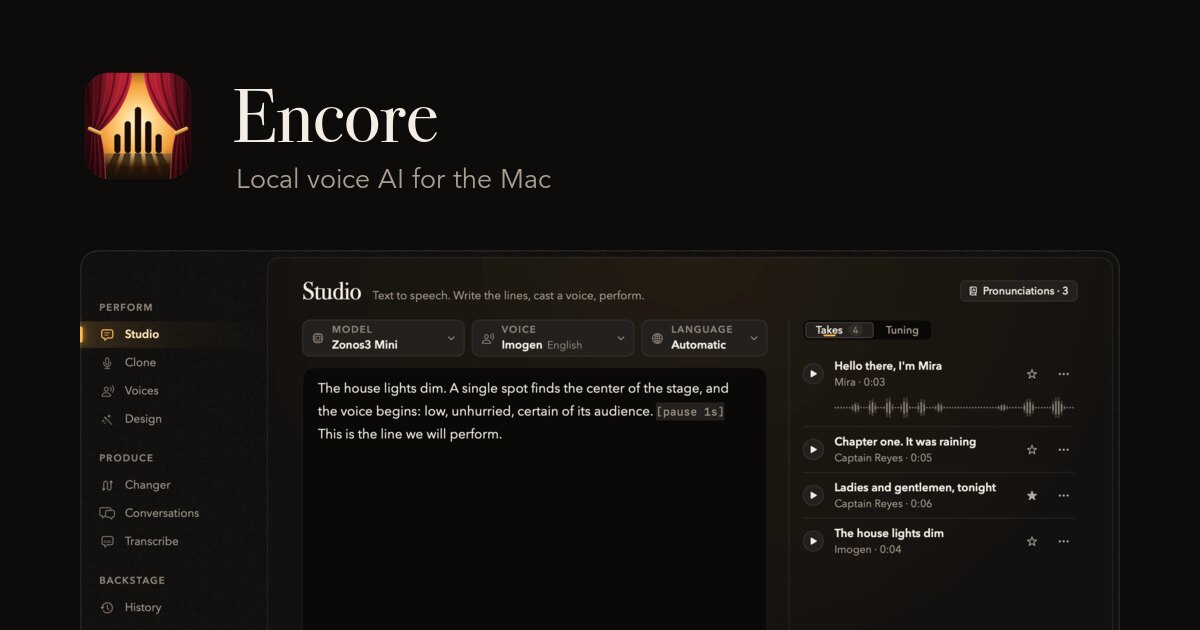 Encore
Local voice AI for the Mac
PERFORM
Studio
Clone
Voices
Design
PRODUCE
Changer
Conversations
Transcribe
BACKSTAGE
History
Studio Text to speech. Write the lines, cast a voice, perform.
Pronunciations · 3
MODEL
Zonos3 Mini
VOICE
Imogen English
LANGUAGE
Automatic
The house lights dim. A single spot finds the center of the stage, and
the voice begins: low, unhurried, certain of its audience. [pause 1s]
This is the line we will perform.
Takes 4 Tuning
Hello there, I'm Mira
Mira · 0:03
Chapter one. It was raining
Captain Reyes · 0:05
Ladies and gentlemen, tonight
Captain Reyes · 0:06
The house lights dim
Imogen · 0:04